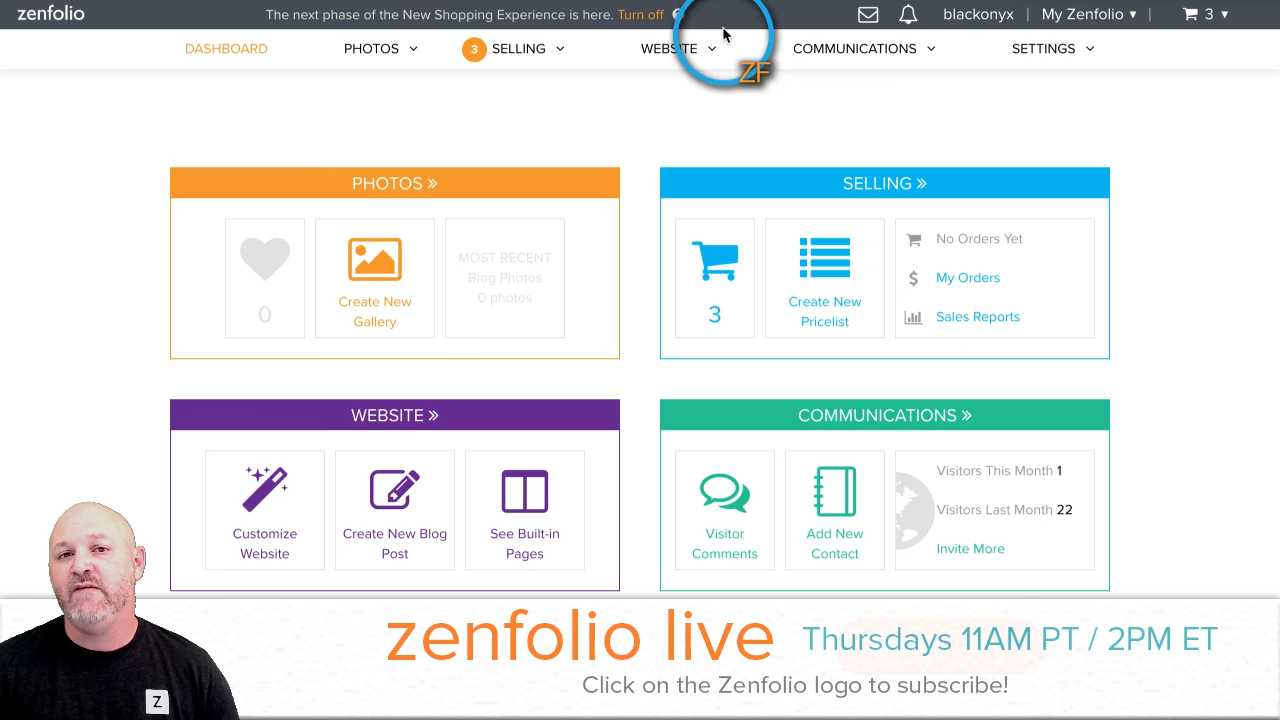 zenfolio
The next phase of the New Shopping Experience is here. Turn off
blackonyx | My Zenfolio ▼ | 3 ▼
DASHBOARD
PHOTOS
3 SELLING
WEBSITE
COMMUNICATIONS
SETTINGS
ZF
PHOTOS »
0
Create New
Gallery
MOST RECENT
Blog Photos
0 photos
SELLING »
3
Create New
Pricelist
No Orders Yet
$ My Orders
Sales Reports
WEBSITE »
Customize
Website
Create New Blog
Post
See Built-in
Pages
COMMUNICATIONS »
Visitor
Comments
Add New
Contact
Visitors This Month 1
Visitors Last Month 22
Invite More
Z
zenfolio live Thursdays 11AM PT / 2PM ET
Click on the Zenfolio logo to subscribe!